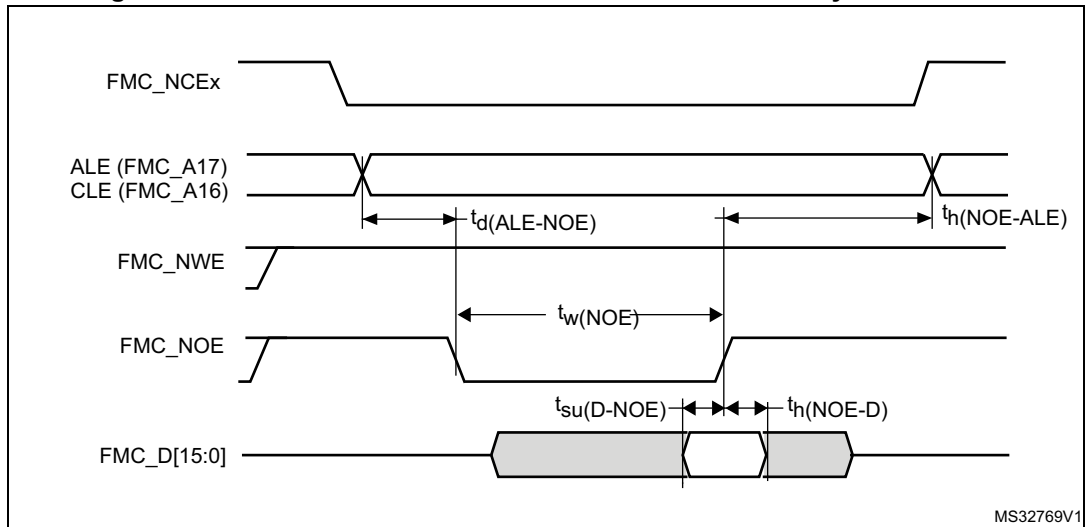 FMC_NCEx
ALE (FMC_A17)
CLE (FMC_A16)
td(ALE-NOE)
th(NOE-ALE)
FMC_NWE
tw(NOE)
FMC_NOE
tsu(D-NOE)
th(NOE-D)
FMC_D[15:0]
MS32769V1